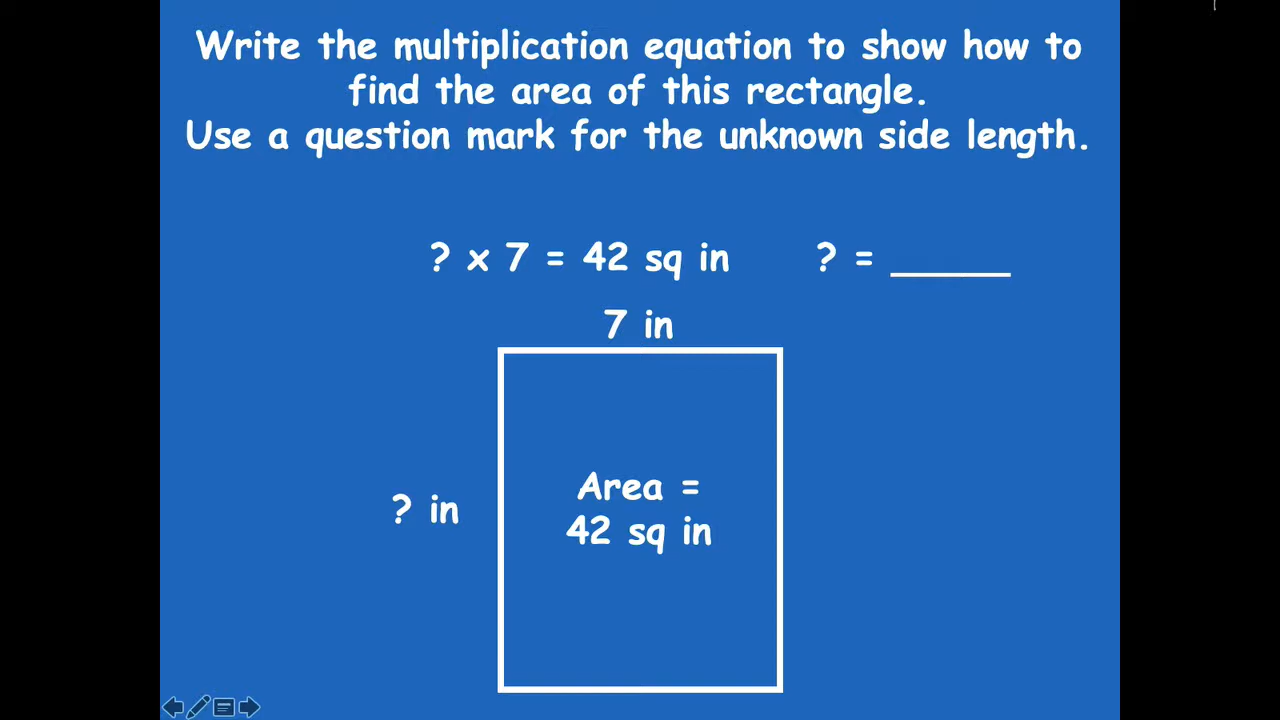 Write the multiplication equation to show how to
find the area of this rectangle.
Use a question mark for the unknown side length.
? x 7 = 42 sq in ? = _____
7 in
? in
Area =
42 sq in